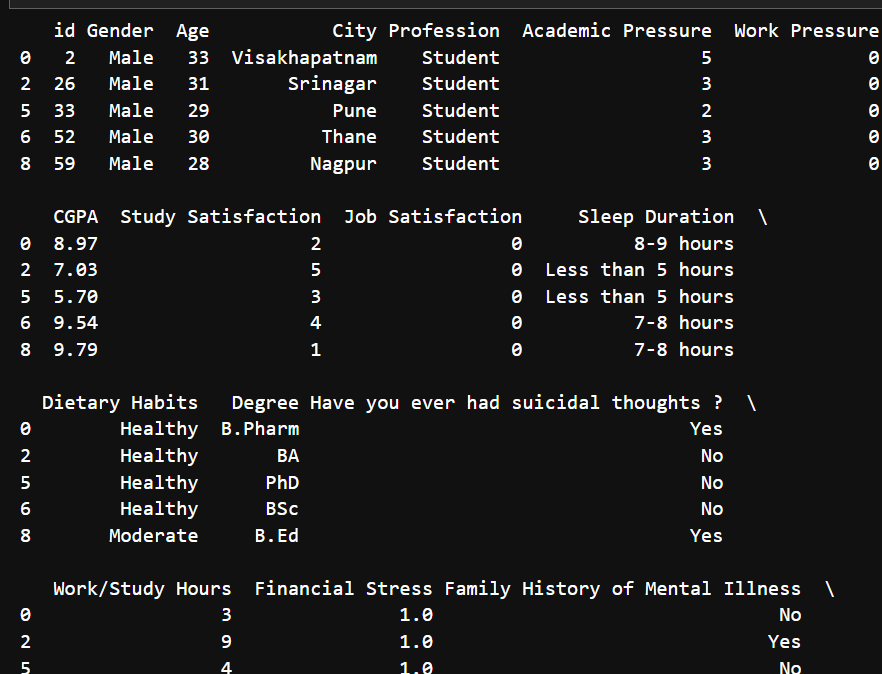 id Gender Age City Profession Academic Pressure Work Pressure
0 2 Male 33 Visakhapatnam Student 5 0
2 26 Male 31 Srinagar Student 3 0
5 33 Male 29 Pune Student 2 0
6 52 Male 30 Thane Student 3 0
8 59 Male 28 Nagpur Student 3 0
CGPA Study Satisfaction Job Satisfaction Sleep Duration \
0 8.97 2 0 8-9 hours
2 7.03 5 0 Less than 5 hours
5 5.70 3 0 Less than 5 hours
6 9.54 4 0 7-8 hours
8 9.79 1 0 7-8 hours
Dietary Habits Degree Have you ever had suicidal thoughts ? \
0 Healthy B.Pharm Yes
2 Healthy BA No
5 Healthy PhD No
6 Healthy BSc No
8 Moderate B.Ed Yes
Work/Study Hours Financial Stress Family History of Mental Illness \
0 3 1.0 No
2 9 1.0 Yes
5 4 1.0 No